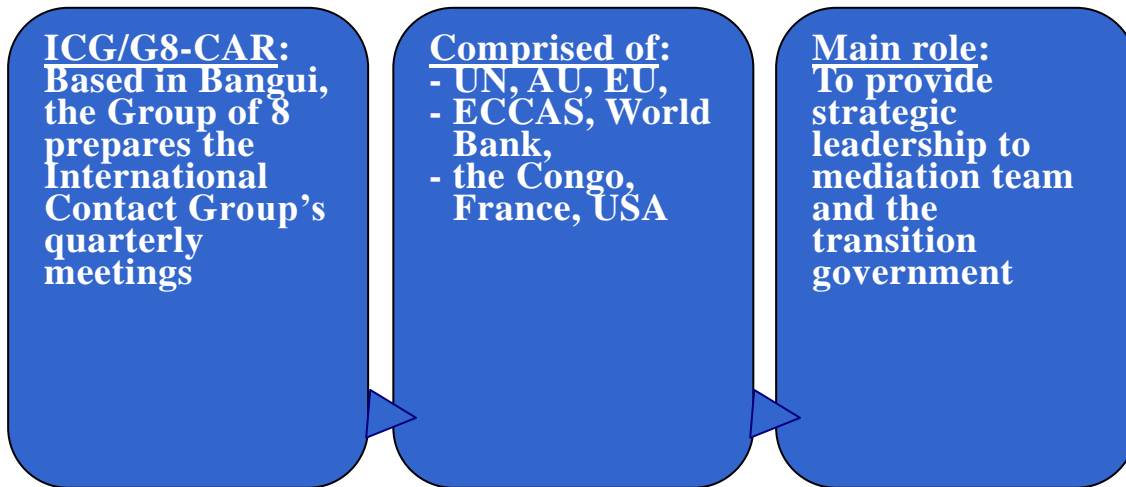 ICG/G8-CAR:
Based in Bangui,
the Group of 8
prepares the
International
Contact Group’s
quarterly
meetings
Comprised of:
- UN, AU, EU,
- ECCAS, World
Bank,
- the Congo,
France, USA
Main role:
To provide
strategic
leadership to
mediation team
and the
transition
government